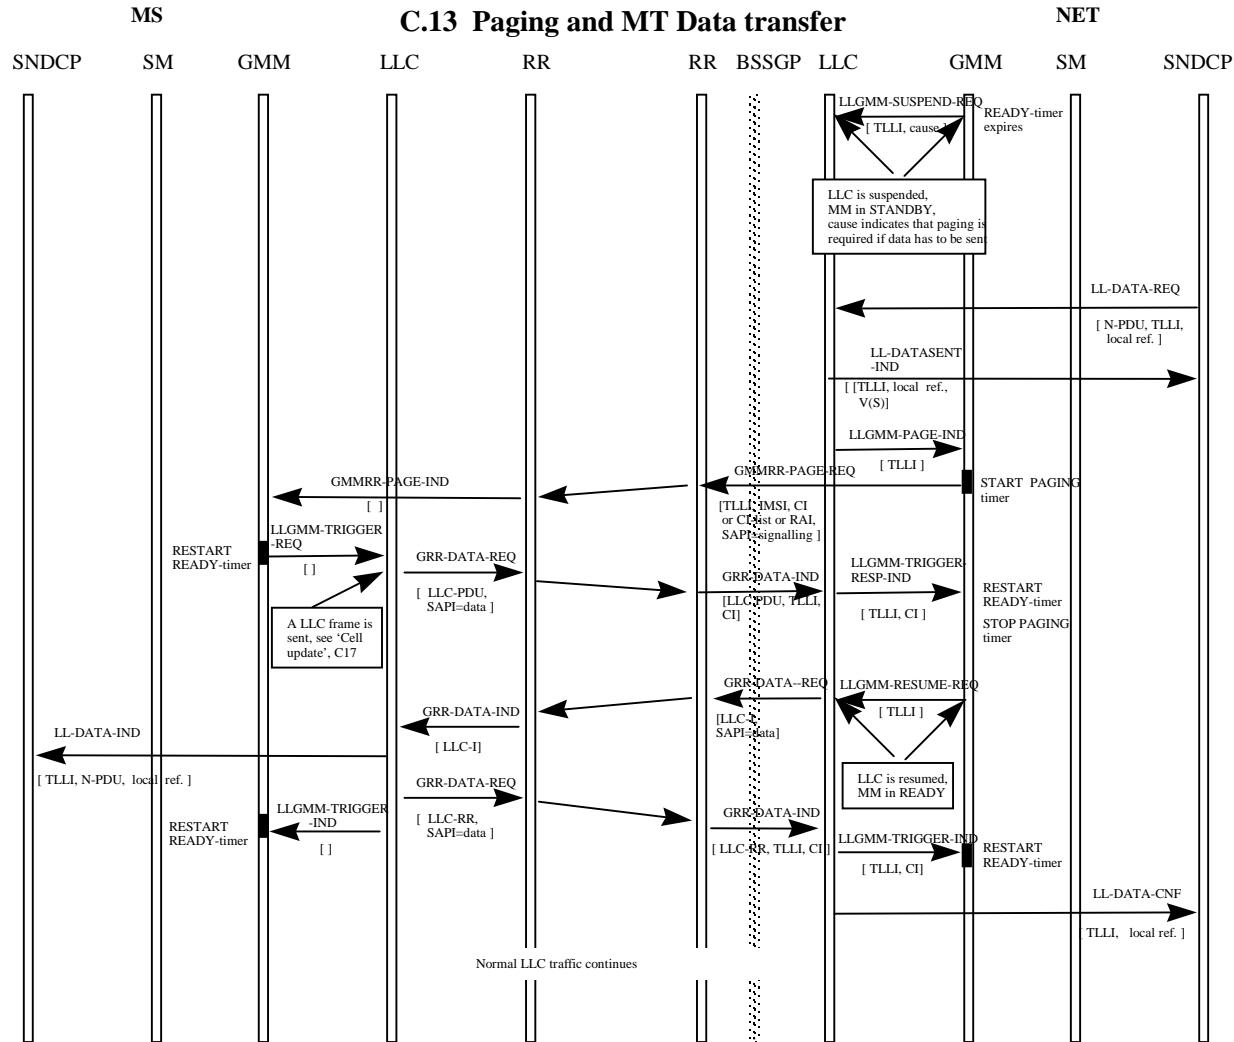 MS
C.13 Paging and MT Data transfer
NET
SNDCP SM GMM LLC RR RR BSSGP LLC GMM SM SNDCP
LLGMM-SUSPEND-REQ
[ TLLI, cause ]
READY-timer
expires
LLC is suspended,
MM in STANDBY,
cause indicates that paging is
required if data has to be sent
LL-DATA-REQ
[ N-PDU, TLLI,
local ref. ]
LL-DATASENT
-IND
[ [TLLI, local ref.,
V(S)]
LLGMM-PAGE-IND
[ TLLI ]
GMMRR-PAGE-REQ
START PAGING
timer
GMMRR-PAGE-IND
[ ]
[TLLI, IMSI, CI
or CI-list or RAI,
SAPI=signalling ]
LLGMM-TRIGGER
-REQ
[ ]
RESTART
READY-timer
GRR-DATA-REQ
[ LLC-PDU,
SAPI=data ]
GRR-DATA-IND
[LLC-PDU, TLLI,
CI]
LLGMM-TRIGGER-
RESP-IND
[ TLLI, CI ]
RESTART
READY-timer
STOP PAGING
timer
A LLC frame is
sent, see ‘Cell
update’, C17
GRR-DATA--REQ
[LLC-I,
SAPI=data]
LLGMM-RESUME-REQ
[ TLLI ]
GRR-DATA-IND
[ LLC-I]
LL-DATA-IND
[ TLLI, N-PDU, local ref. ]
LLC is resumed,
MM in READY
GRR-DATA-REQ
[ LLC-RR,
SAPI=data ]
LLGMM-TRIGGER
-IND
[ ]
RESTART
READY-timer
GRR-DATA-IND
[ LLC-RR, TLLI, CI ]
LLGMM-TRIGGER-IND
[ TLLI, CI]
RESTART
READY-timer
LL-DATA-CNF
[ TLLI, local ref. ]
Normal LLC traffic continues